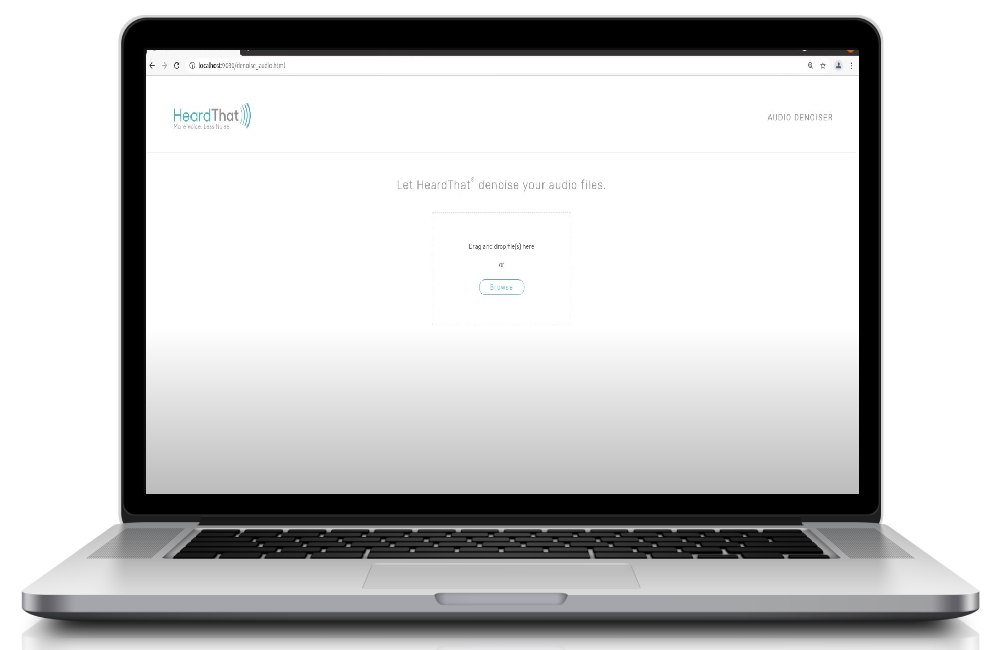 localhost:9030/denoise_audio.html
HeardThat
More voice. Less Noise.
AUDIO DENOISER
Let HeardThat® denoise your audio files.
Drag and drop file(s) here
or
Browse